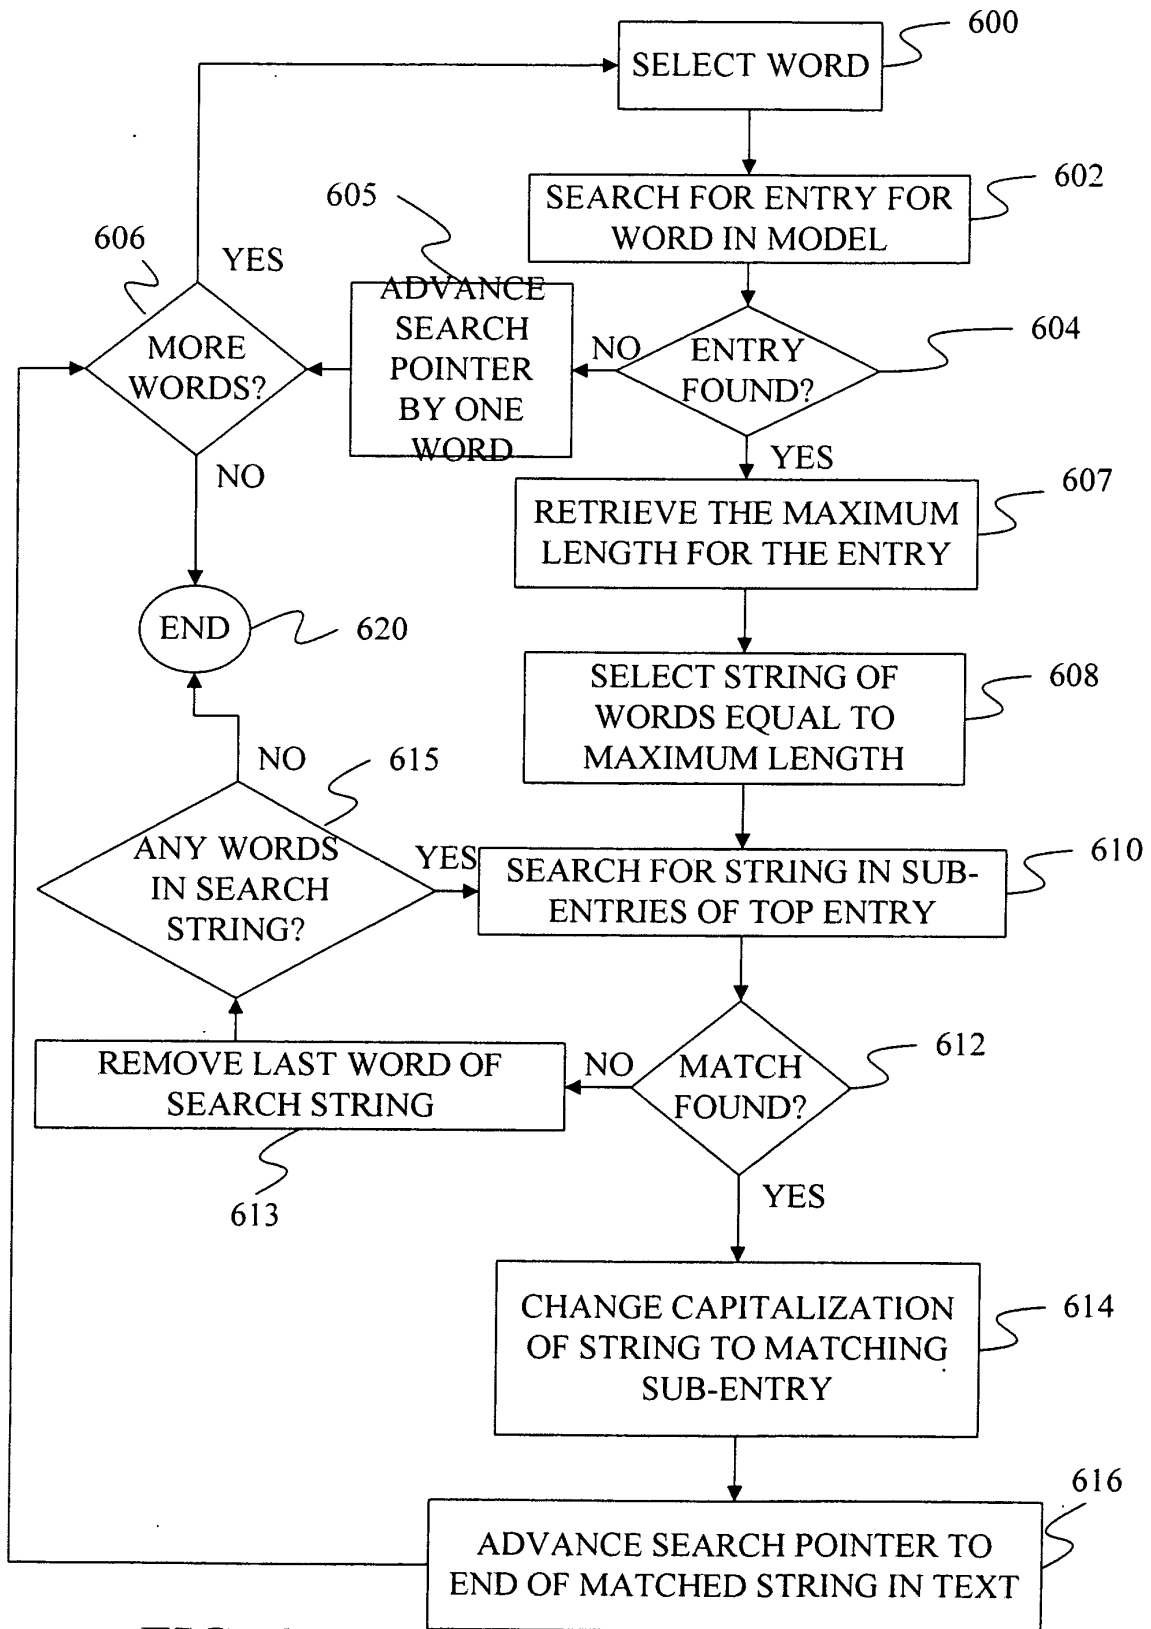 600
SELECT WORD
602
SEARCH FOR ENTRY FOR
WORD IN MODEL
605
606
YES
ADVANCE
SEARCH
POINTER
BY ONE
WORD
MORE
WORDS?
NO
ENTRY
FOUND?
604
NO
YES
607
RETRIEVE THE MAXIMUM
LENGTH FOR THE ENTRY
END
620
608
SELECT STRING OF
WORDS EQUAL TO
MAXIMUM LENGTH
NO
615
ANY WORDS
IN SEARCH
STRING?
YES
610
SEARCH FOR STRING IN SUB-
ENTRIES OF TOP ENTRY
612
MATCH
FOUND?
NO
REMOVE LAST WORD OF
SEARCH STRING
613
YES
614
CHANGE CAPITALIZATION
OF STRING TO MATCHING
SUB-ENTRY
616
ADVANCE SEARCH POINTER TO
END OF MATCHED STRING IN TEXT